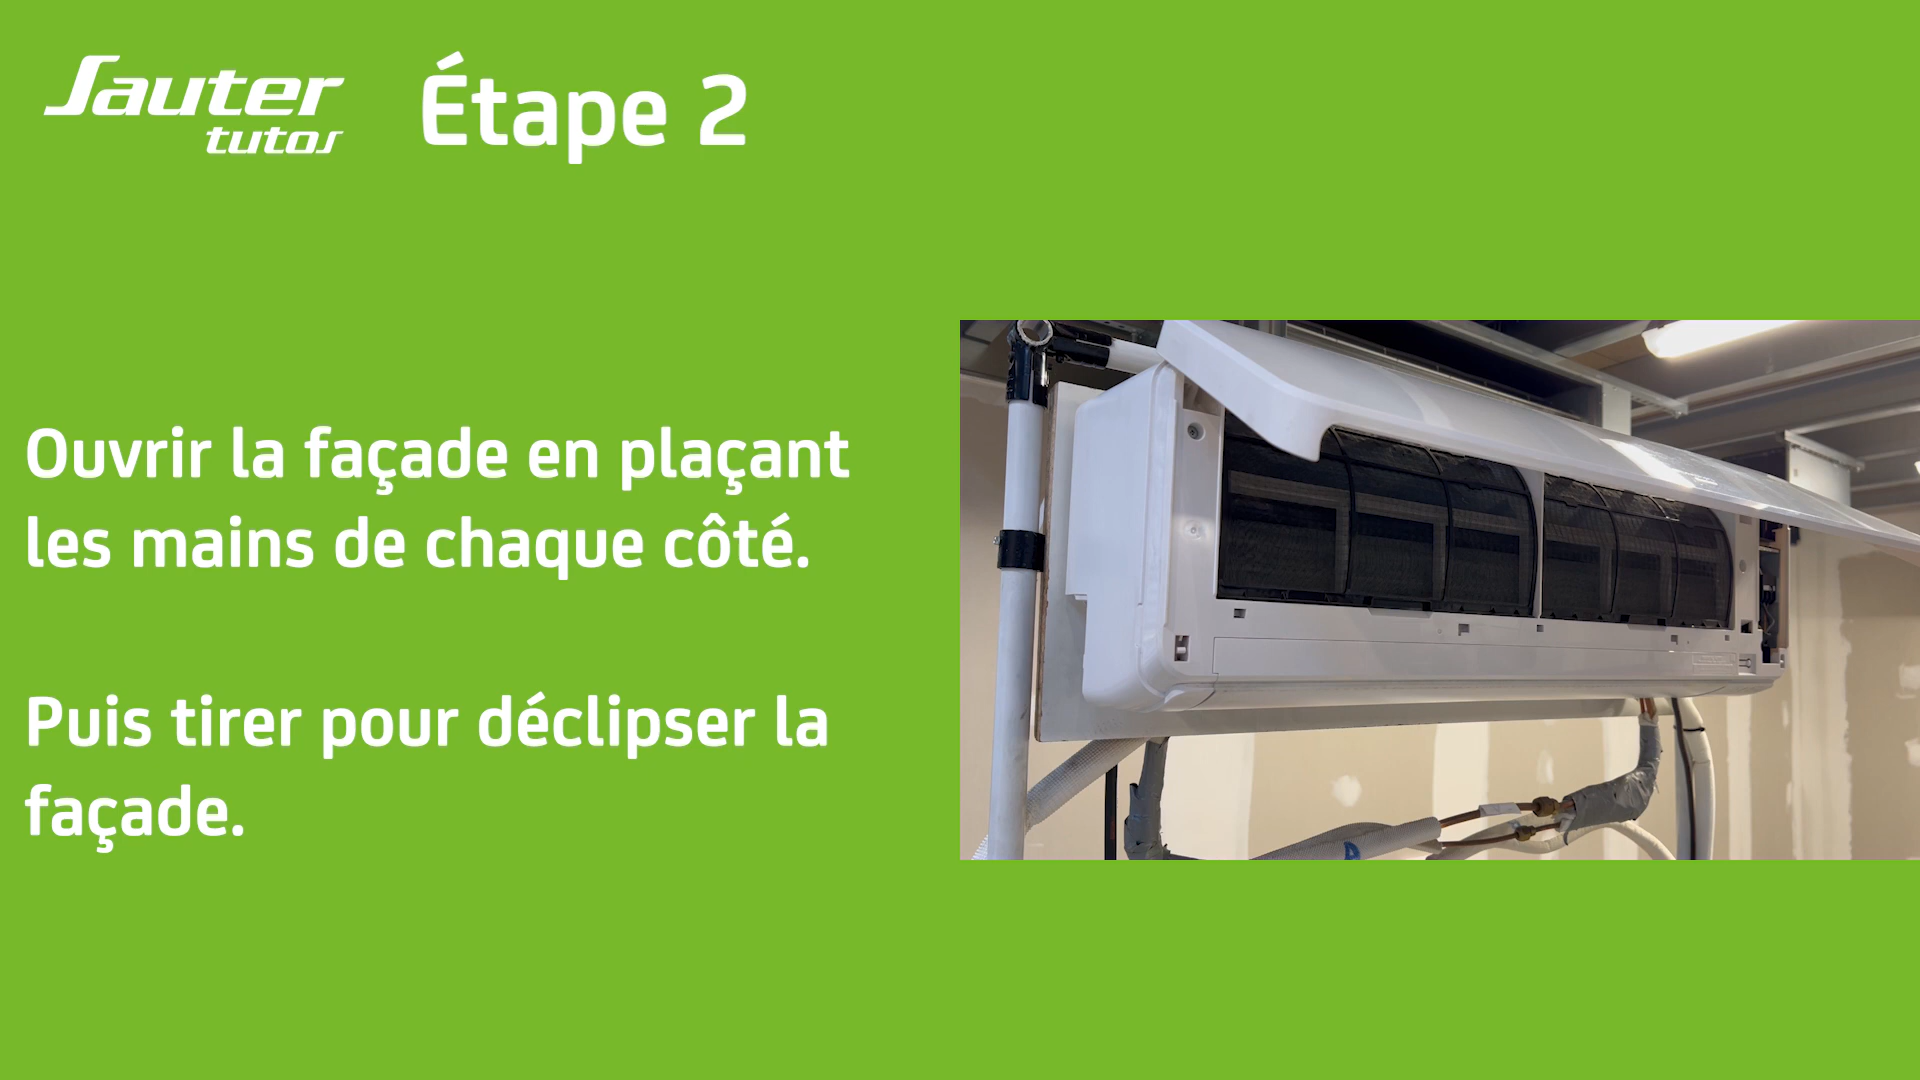 Sauter
tutos
Étape 2
Ouvrir la façade en plaçant
les mains de chaque côté.
Puis tirer pour déclipser la
façade.